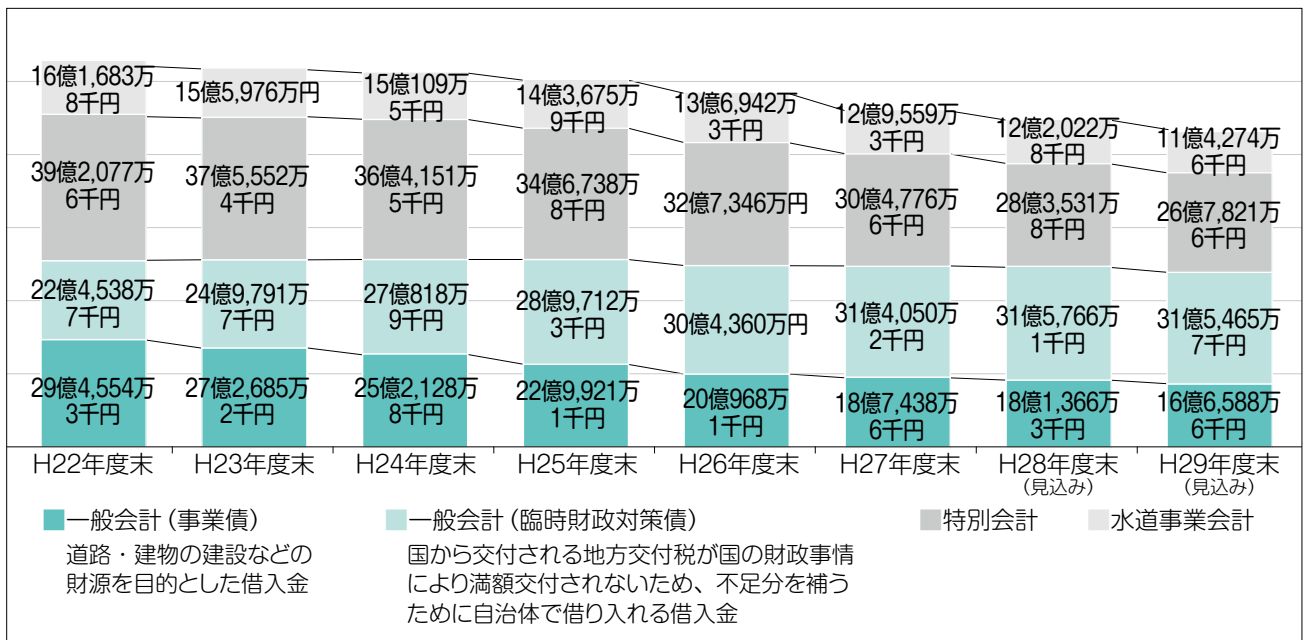 16億1,683万
8千円
15億5,976万円
15億109万
5千円
14億3,675万
9千円
13億6,942万
3千円
12億9,559万
3千円
12億2,022万
8千円
11億4,274万
6千円
39億2,077万
6千円
37億5,552万
4千円
36億4,151万
5千円
34億6,738万
8千円
32億7,346万円
30億4,776万
6千円
28億3,531万
8千円
26億7,821万
6千円
22億4,538万
7千円
24億9,791万
7千円
27億818万
9千円
28億9,712万
3千円
30億4,360万円
31億4,050万
2千円
31億5,766万
1千円
31億5,465万
7千円
29億4,554万
3千円
27億2,685万
2千円
25億2,128万
8千円
22億9,921万
1千円
20億968万
1千円
18億7,438万
6千円
18億1,366万
3千円
16億6,588万
6千円
H22年度末
H23年度末
H24年度末
H25年度末
H26年度末
H27年度末
H28年度末
(見込み)
H29年度末
(見込み)
一般会計(事業債)
道路・建物の建設などの
財源を目的とした借入金
一般会計(臨時財政対策債)
国から交付される地方交付税が国の財政事情
により満額交付されないため、不足分を補う
ために自治体で借り入れる借入金
特別会計
水道事業会計